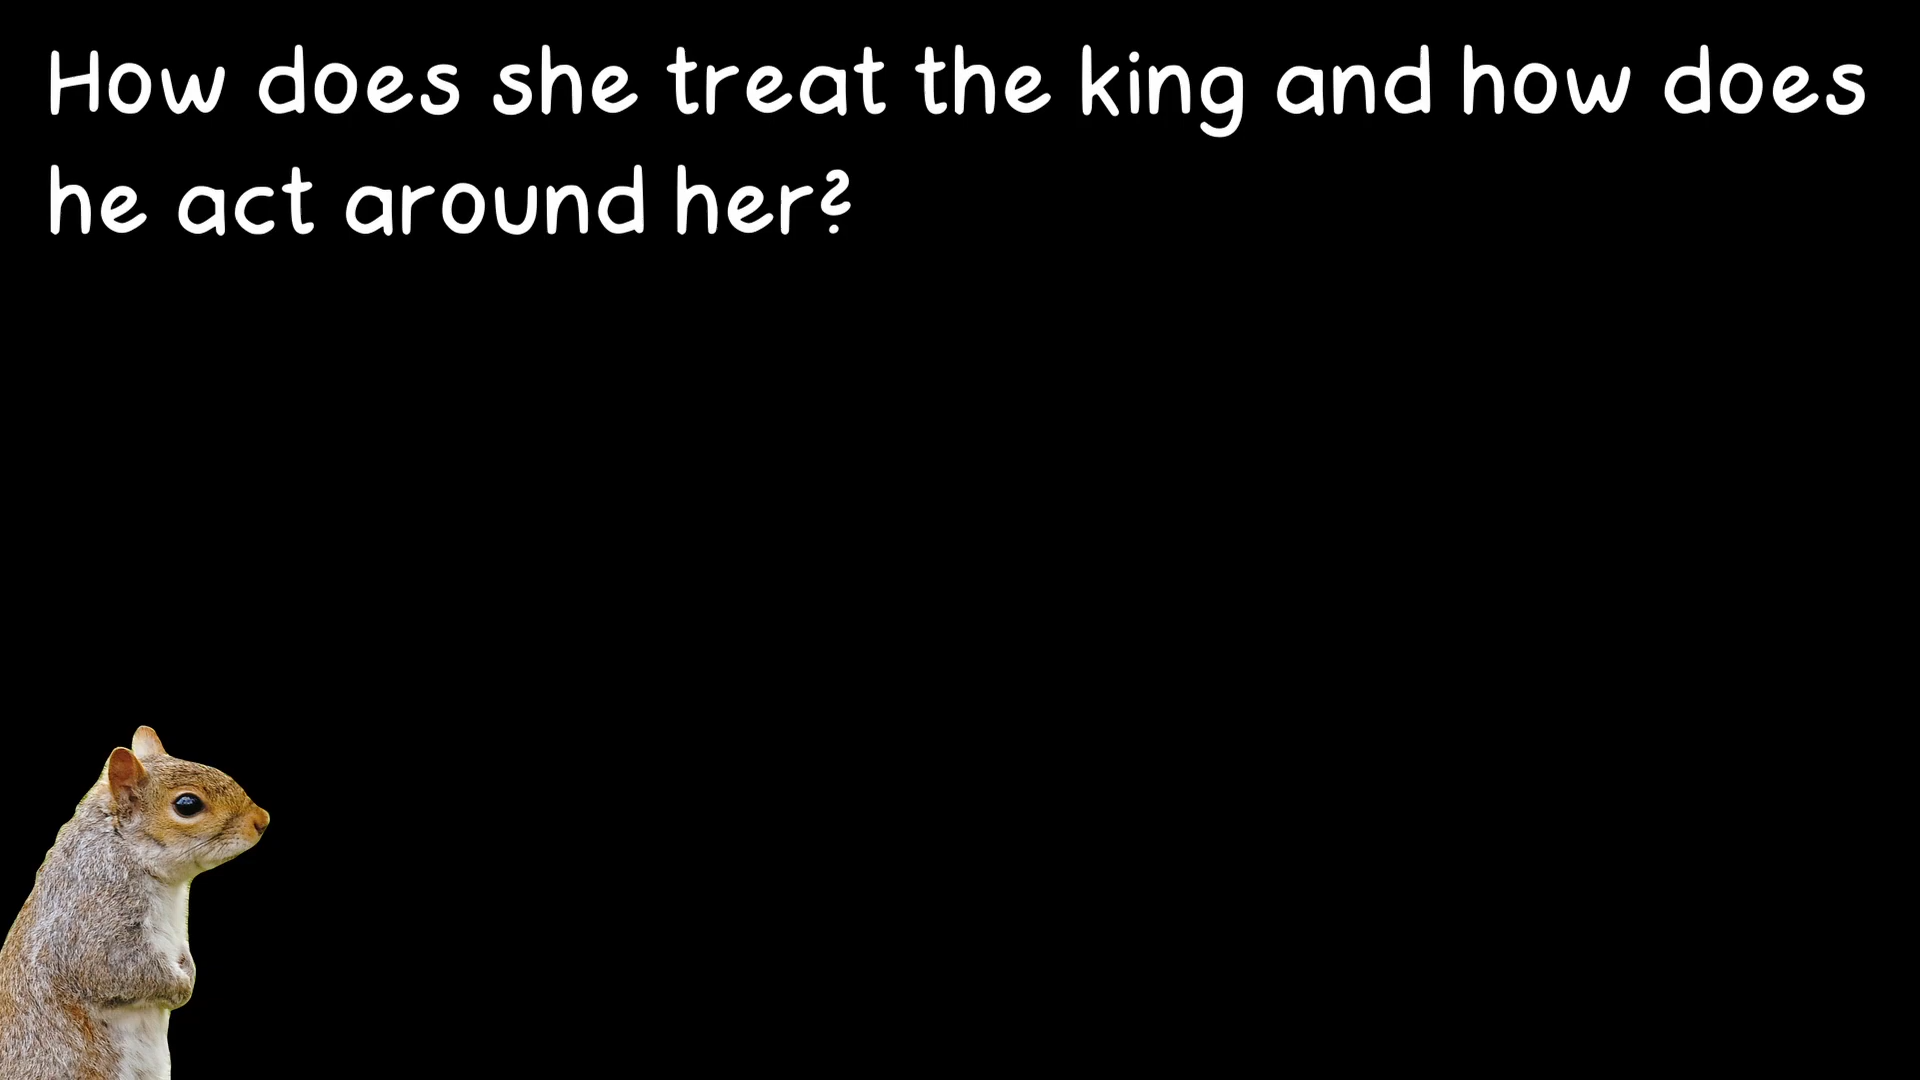 How does she treat the king and how does
he act around her?